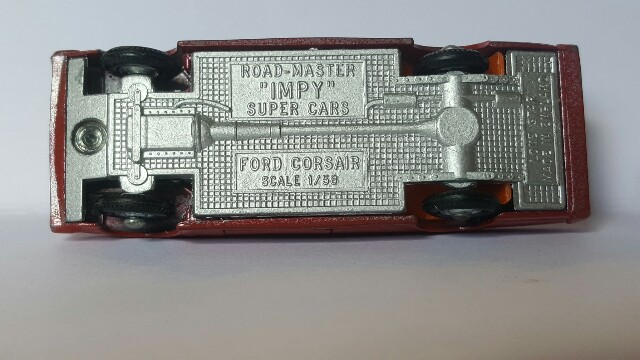 ROAD-MASTER
"IMPY"
SUPER CARS
FORD CORSAIR
SCALE 1/59